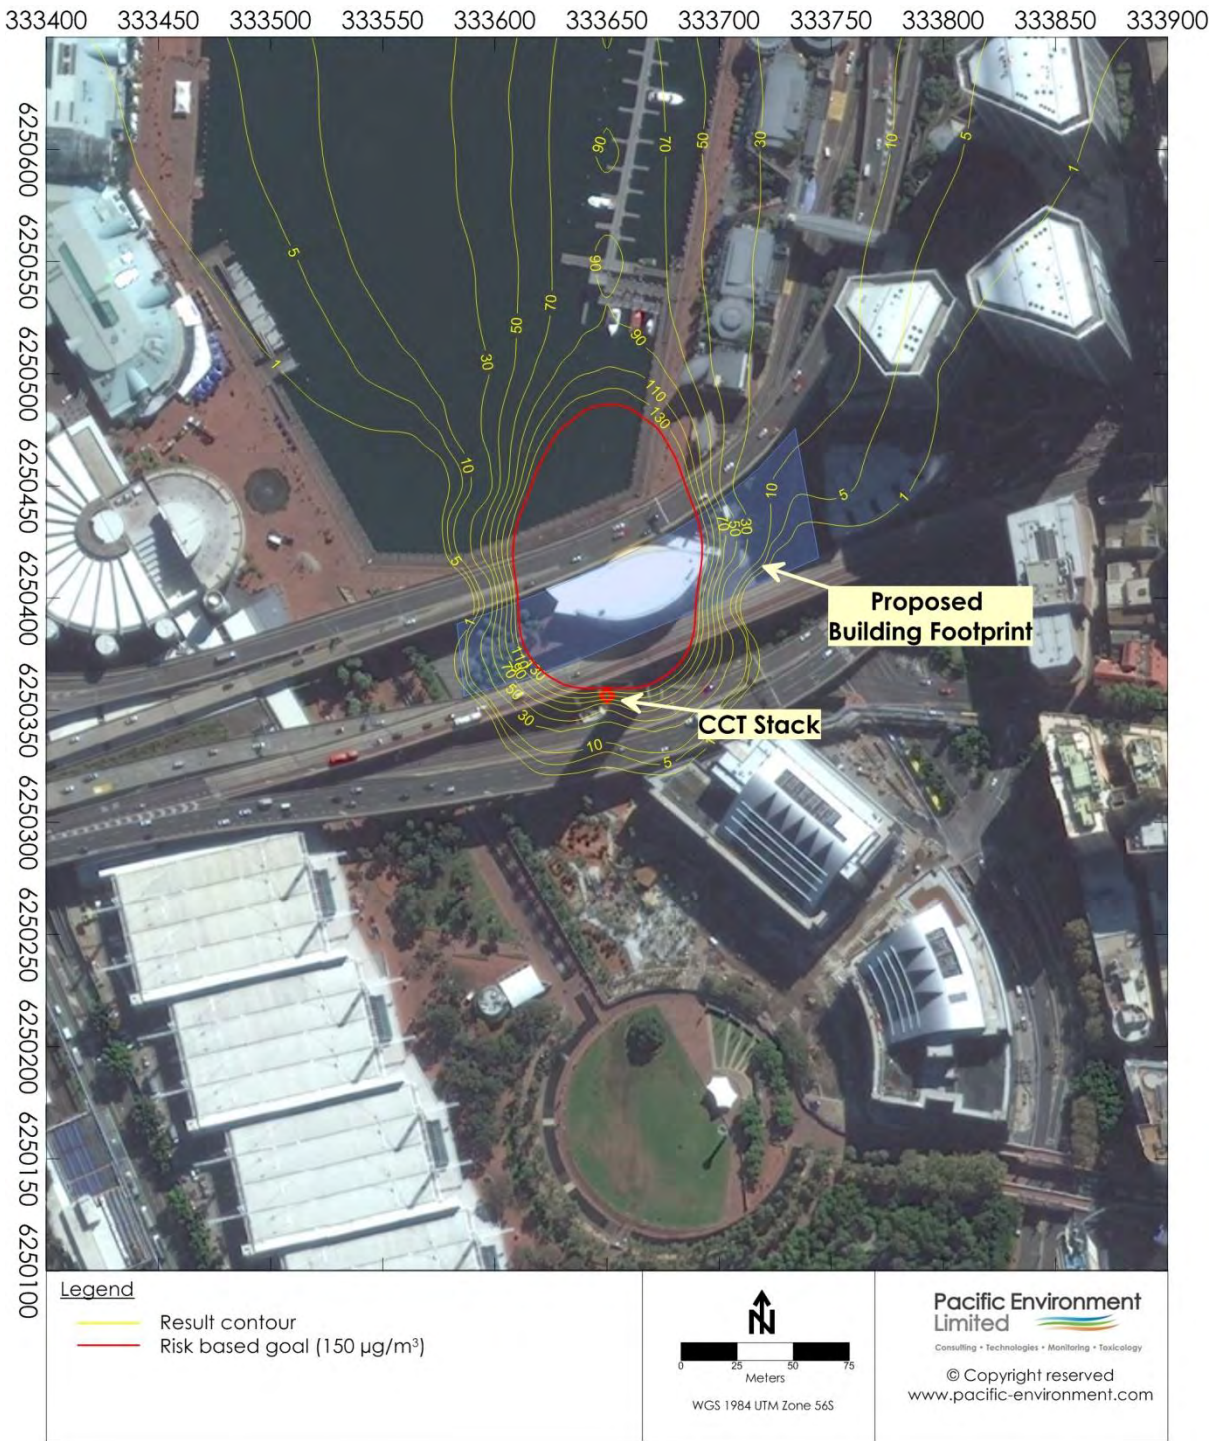 333400 333450 333500 333550 333600 333650 333700 333750 333800 333850 333900
6250600
6250550
6250500
6250450
6250400
6250350
6250300
6250250
6250200
6250150
6250100
90
70
50
30
10
5
1
5
90
70
50
90
30
1
110
130
10
10
5
1
30
50
70
5
1
110
130
90
70
50
30
10
5
Proposed
Building Footprint
CCT Stack
Legend
Result contour
Risk based goal (150 µg/m³)
N
0 25 50 75
Meters
WGS 1984 UTM Zone 56S
Pacific Environment
Limited
Consulting • Technologies • Monitoring • Toxicology
© Copyright reserved
www.pacific-environment.com